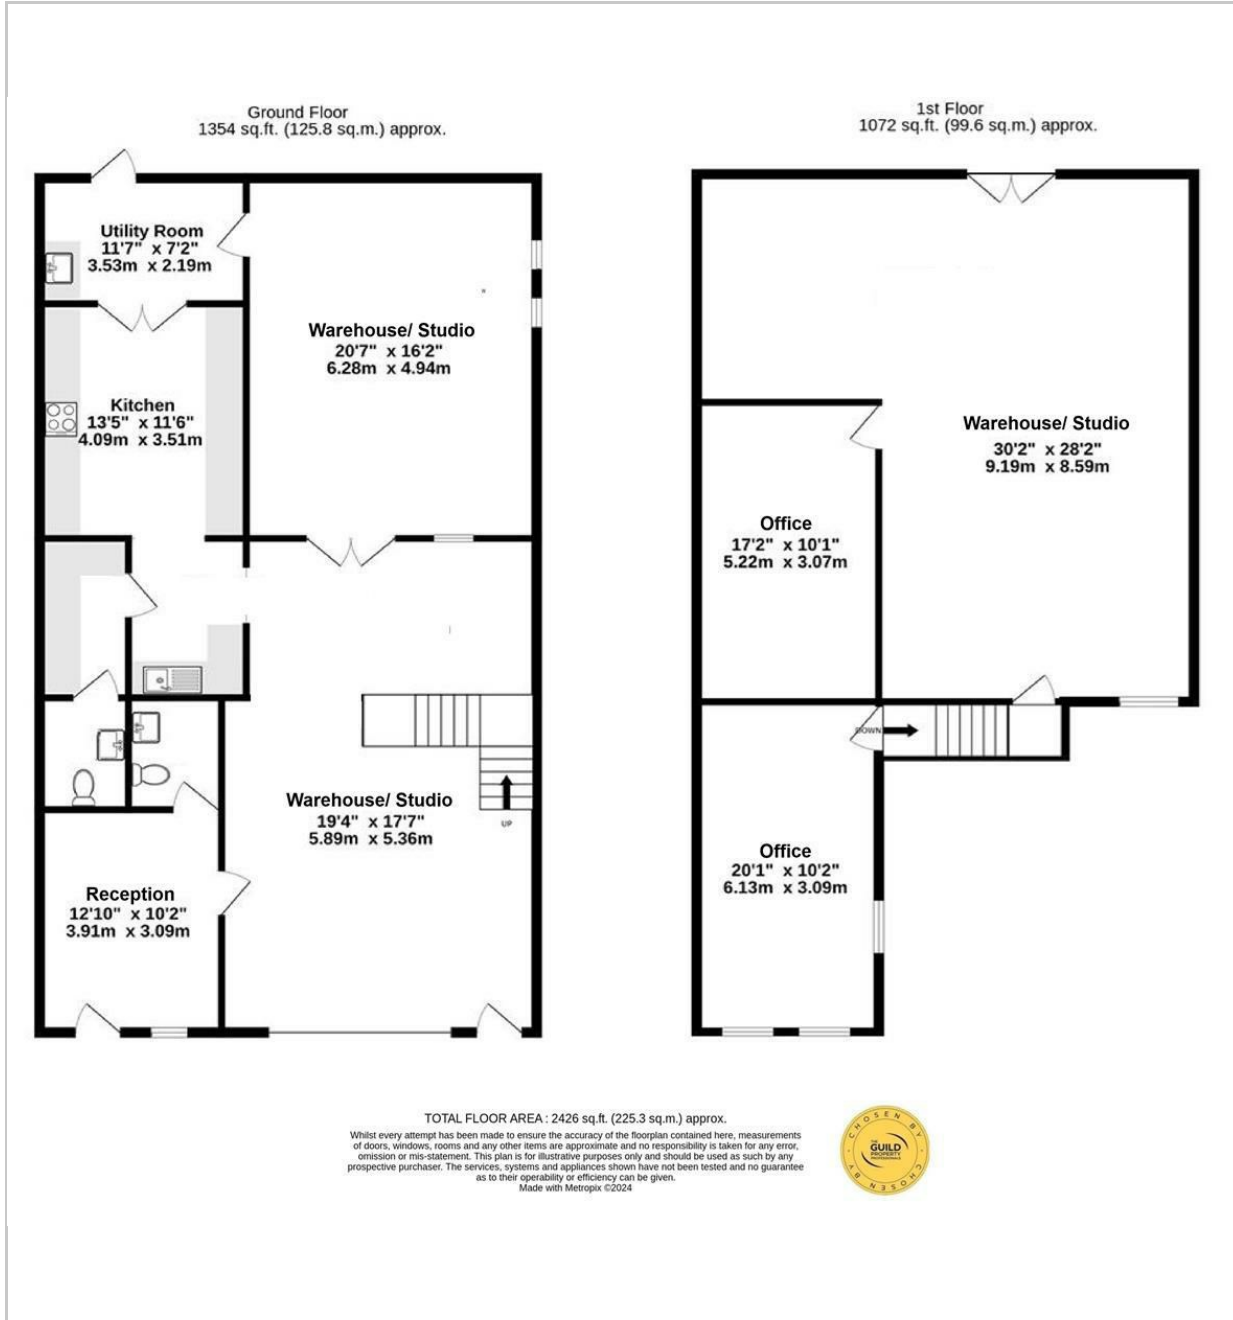 Ground Floor
1354 sq.ft. (125.8 sq.m.) approx.
Utility Room
11'7" x 7'2"
3.53m x 2.19m
Warehouse/ Studio
20'7" x 16'2"
6.28m x 4.94m
Kitchen
13'5" x 11'6"
4.09m x 3.51m
Warehouse/ Studio
19'4" x 17'7"
5.89m x 5.36m
UP
Reception
12'10" x 10'2"
3.91m x 3.09m
1st Floor
1072 sq.ft. (99.6 sq.m.) approx.
Warehouse/ Studio
30'2" x 28'2"
9.19m x 8.59m
Office
17'2" x 10'1"
5.22m x 3.07m
DOWN
Office
20'1" x 10'2"
6.13m x 3.09m
TOTAL FLOOR AREA : 2426 sq.ft. (225.3 sq.m.) approx.
Whilst every attempt has been made to ensure the accuracy of the floorplan contained here, measurements
of doors, windows, rooms and any other items are approximate and no responsibility is taken for any error,
omission or mis-statement. This plan is for illustrative purposes only and should be used as such by any
prospective purchaser. The services, systems and appliances shown have not been tested and no guarantee
as to their operability or efficiency can be given.
Made with Metropix ©2024
CHOSEN BY
THE
GUILD
PROPERTY
PROFESSIONALS
CHOSEN BY